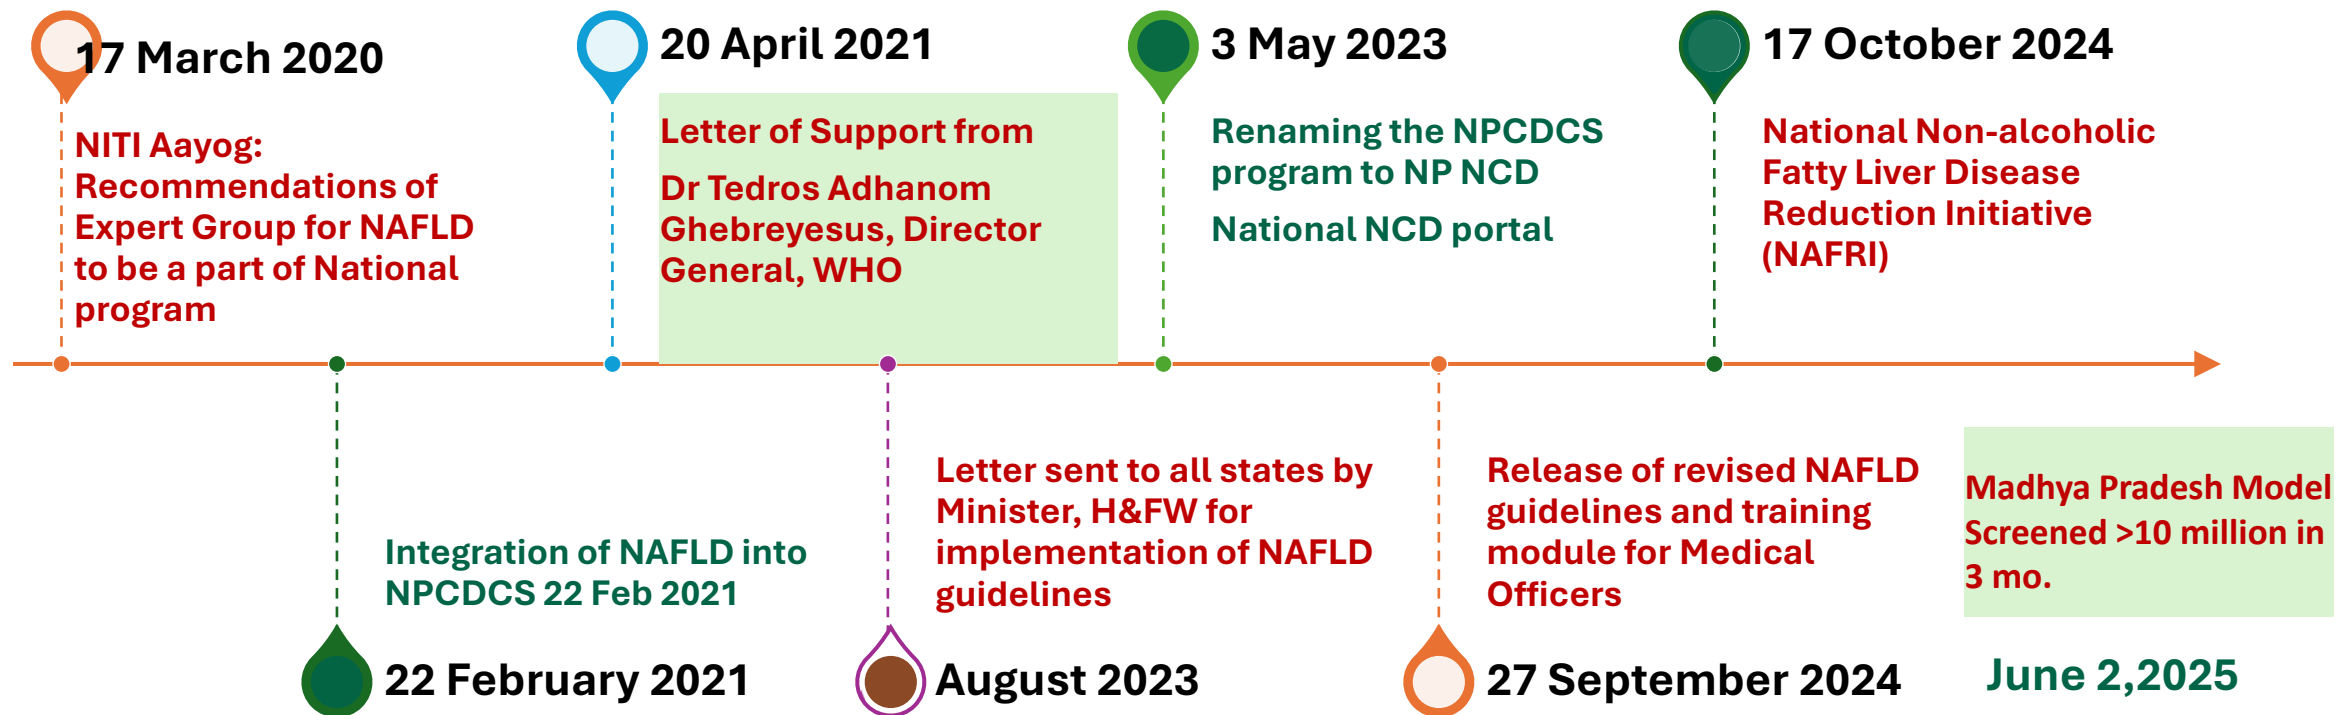 17 March 2020
NITI Aayog:
Recommendations of
Expert Group for NAFLD
to be a part of National
program
20 April 2021
Letter of Support from
Dr Tedros Adhanom
Ghebreyesus, Director
General, WHO
3 May 2023
Renaming the NPCDCS
program to NP NCD
National NCD portal
17 October 2024
National Non-alcoholic
Fatty Liver Disease
Reduction Initiative
(NAFRI)
Integration of NAFLD into
NPCDCS 22 Feb 2021
22 February 2021
Letter sent to all states by
Minister, H&FW for
implementation of NAFLD
guidelines
August 2023
Release of revised NAFLD
guidelines and training
module for Medical
Officers
27 September 2024
Madhya Pradesh Model
Screened >10 million in
3 mo.
June 2,2025